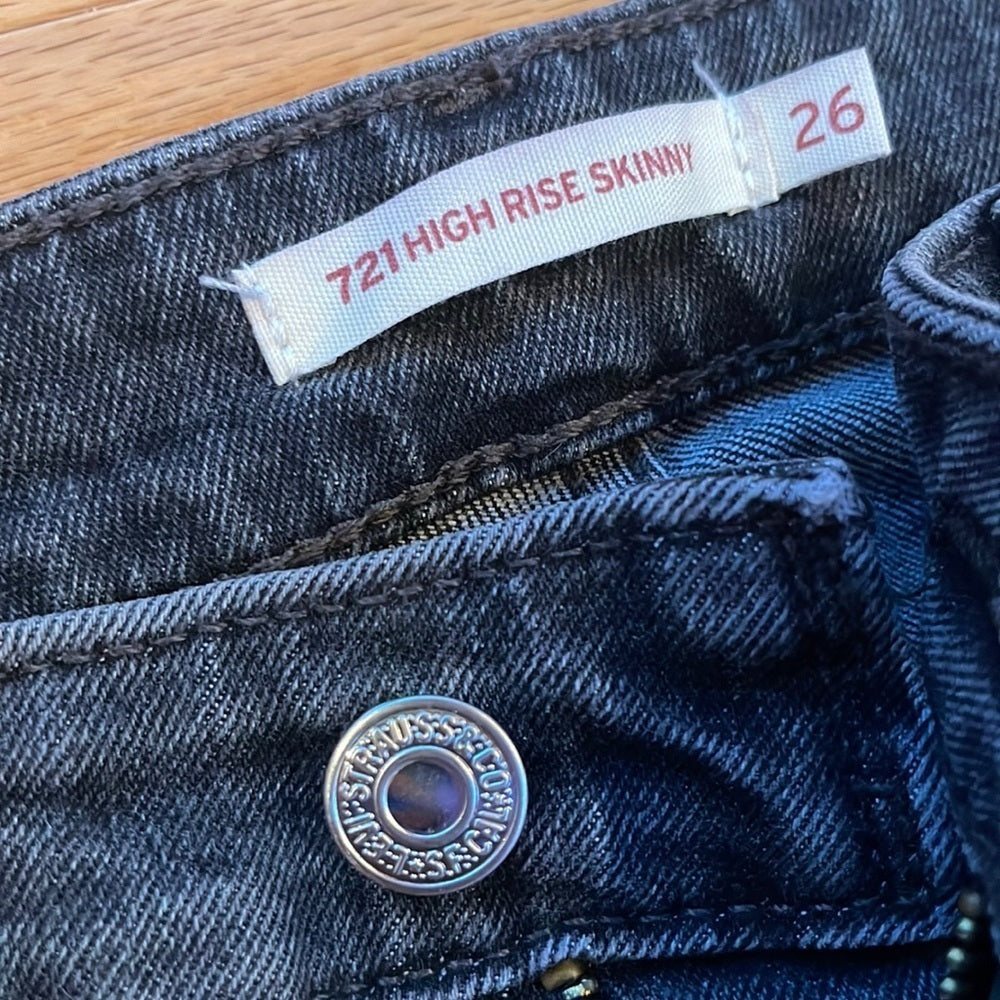 721 HIGH RISE SKINNY
26
LEVI STRAUSS & CO. S.F. CAL